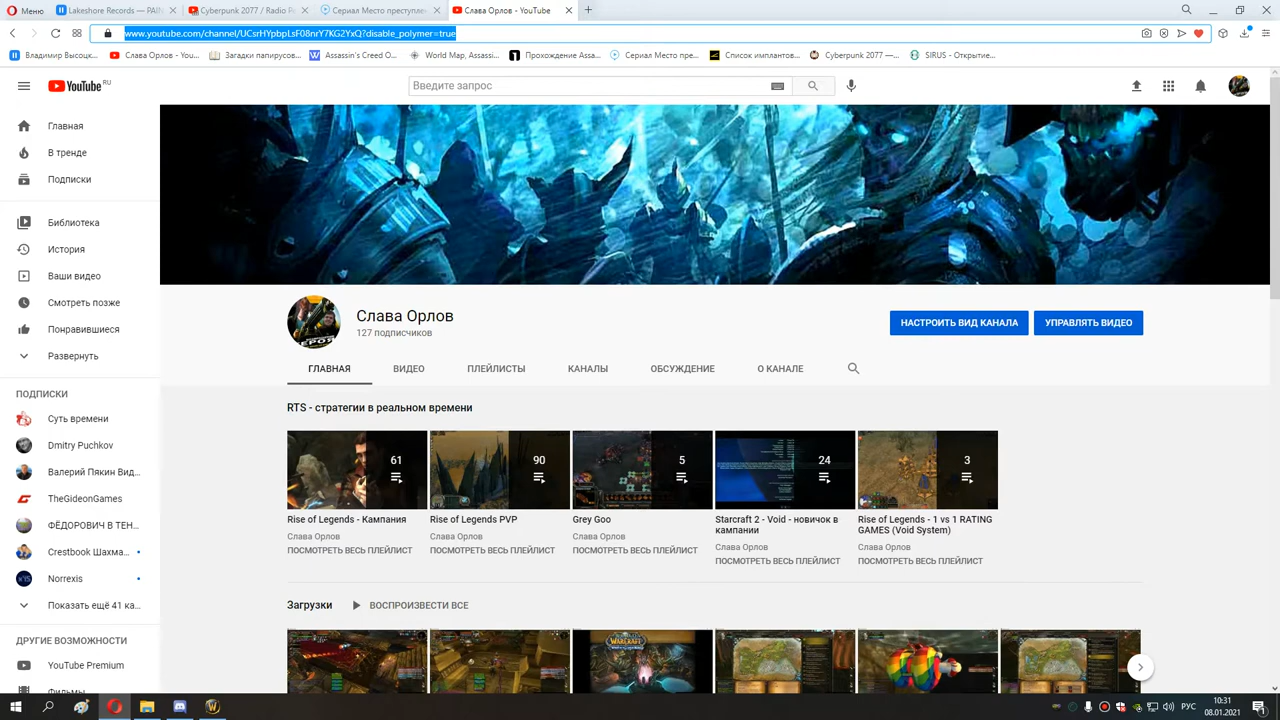 Меню
Lakeshore Records — PAIN
Cyberpunk 2077 / Radio P
Сериал Место преступлен
Слава Орлов - YouTube
www.youtube.com/channel/UCsrHYpbpLsF08nrY7KG2YxQ?disable_polymer=true
Владимир Высоцк...
Слава Орлов - You...
Загадки папирусов...
Assassin's Creed O...
World Map, Assassi...
Прохождение Assa...
Сериал Место пре...
Список имплантов...
Cyberpunk 2077 —...
SIRUS - Открытие...
YouTube RU
Введите запрос
Главная
В тренде
Подписки
Библиотека
История
Ваши видео
Смотреть позже
Понравившиеся
Развернуть
ПОДПИСКИ
Суть времени
Dmitry Puchkov
Валерий Пякин Вид...
TheGideonGames
ФЁДОРОВИЧ В ТЕН...
Crestbook Шахма...
Norrexis
Показать ещё 41 ка...
ДРУГИЕ ВОЗМОЖНОСТИ
YouTube Premium
Фильмы
Слава Орлов
127 подписчиков
НАСТРОИТЬ ВИД КАНАЛА
УПРАВЛЯТЬ ВИДЕО
ГЛАВНАЯ
ВИДЕО
ПЛЕЙЛИСТЫ
КАНАЛЫ
ОБСУЖДЕНИЕ
О КАНАЛЕ
RTS - стратегии в реальном времени
61
90
5
24
3
Rise of Legends - Кампания
Слава Орлов
ПОСМОТРЕТЬ ВЕСЬ ПЛЕЙЛИСТ
Rise of Legends PVP
Слава Орлов
ПОСМОТРЕТЬ ВЕСЬ ПЛЕЙЛИСТ
Grey Goo
Слава Орлов
ПОСМОТРЕТЬ ВЕСЬ ПЛЕЙЛИСТ
Starcraft 2 - Void - новичок в
кампании
Слава Орлов
ПОСМОТРЕТЬ ВЕСЬ ПЛЕЙЛИСТ
Rise of Legends - 1 vs 1 RATING
GAMES (Void System)
Слава Орлов
ПОСМОТРЕТЬ ВЕСЬ ПЛЕЙЛИСТ
Загрузки
ВОСПРОИЗВЕСТИ ВСЕ
WARCRAFT
РУС
10:31
08.01.2021